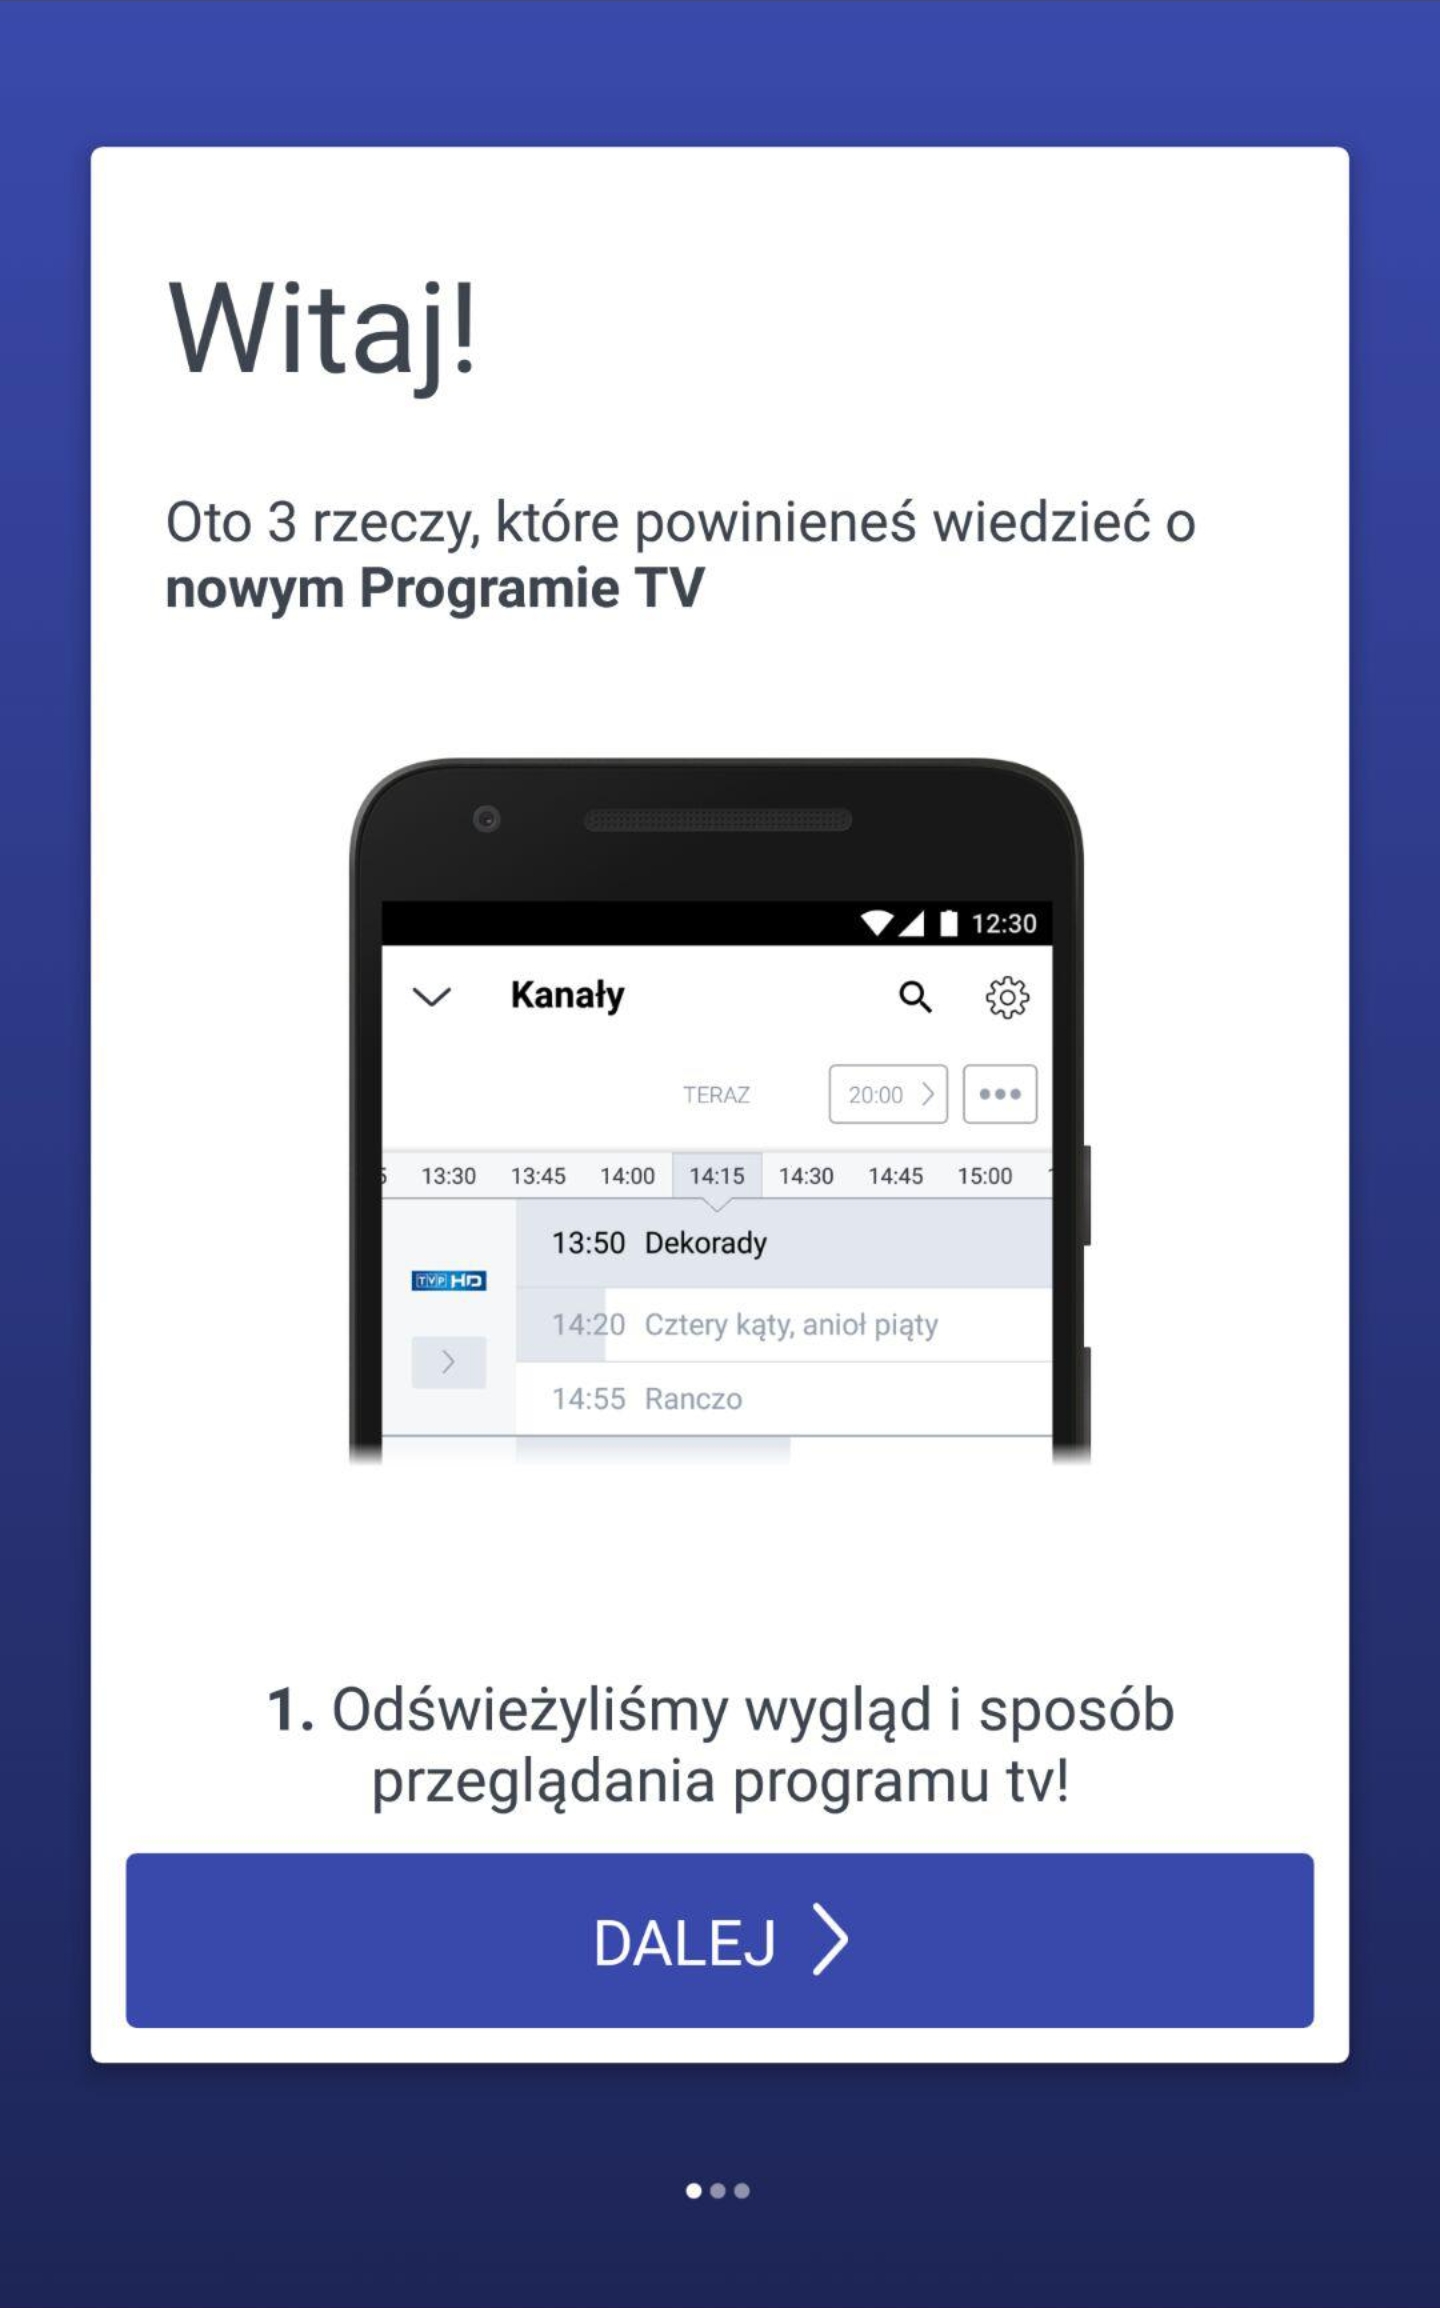 Witaj!
Oto 3 rzeczy, które powinieneś wiedzieć o
nowym Programie TV
12:30
Kanały
TERAZ
20:00
13:30 13:45 14:00 14:15 14:30 14:45 15:00
13:50 Dekorady
TVP HD
14:20 Cztery kąty, anioł piąty
14:55 Ranczo
1. Odświeżyliśmy wygląd i sposób
przeglądania programu tv!
DALEJ